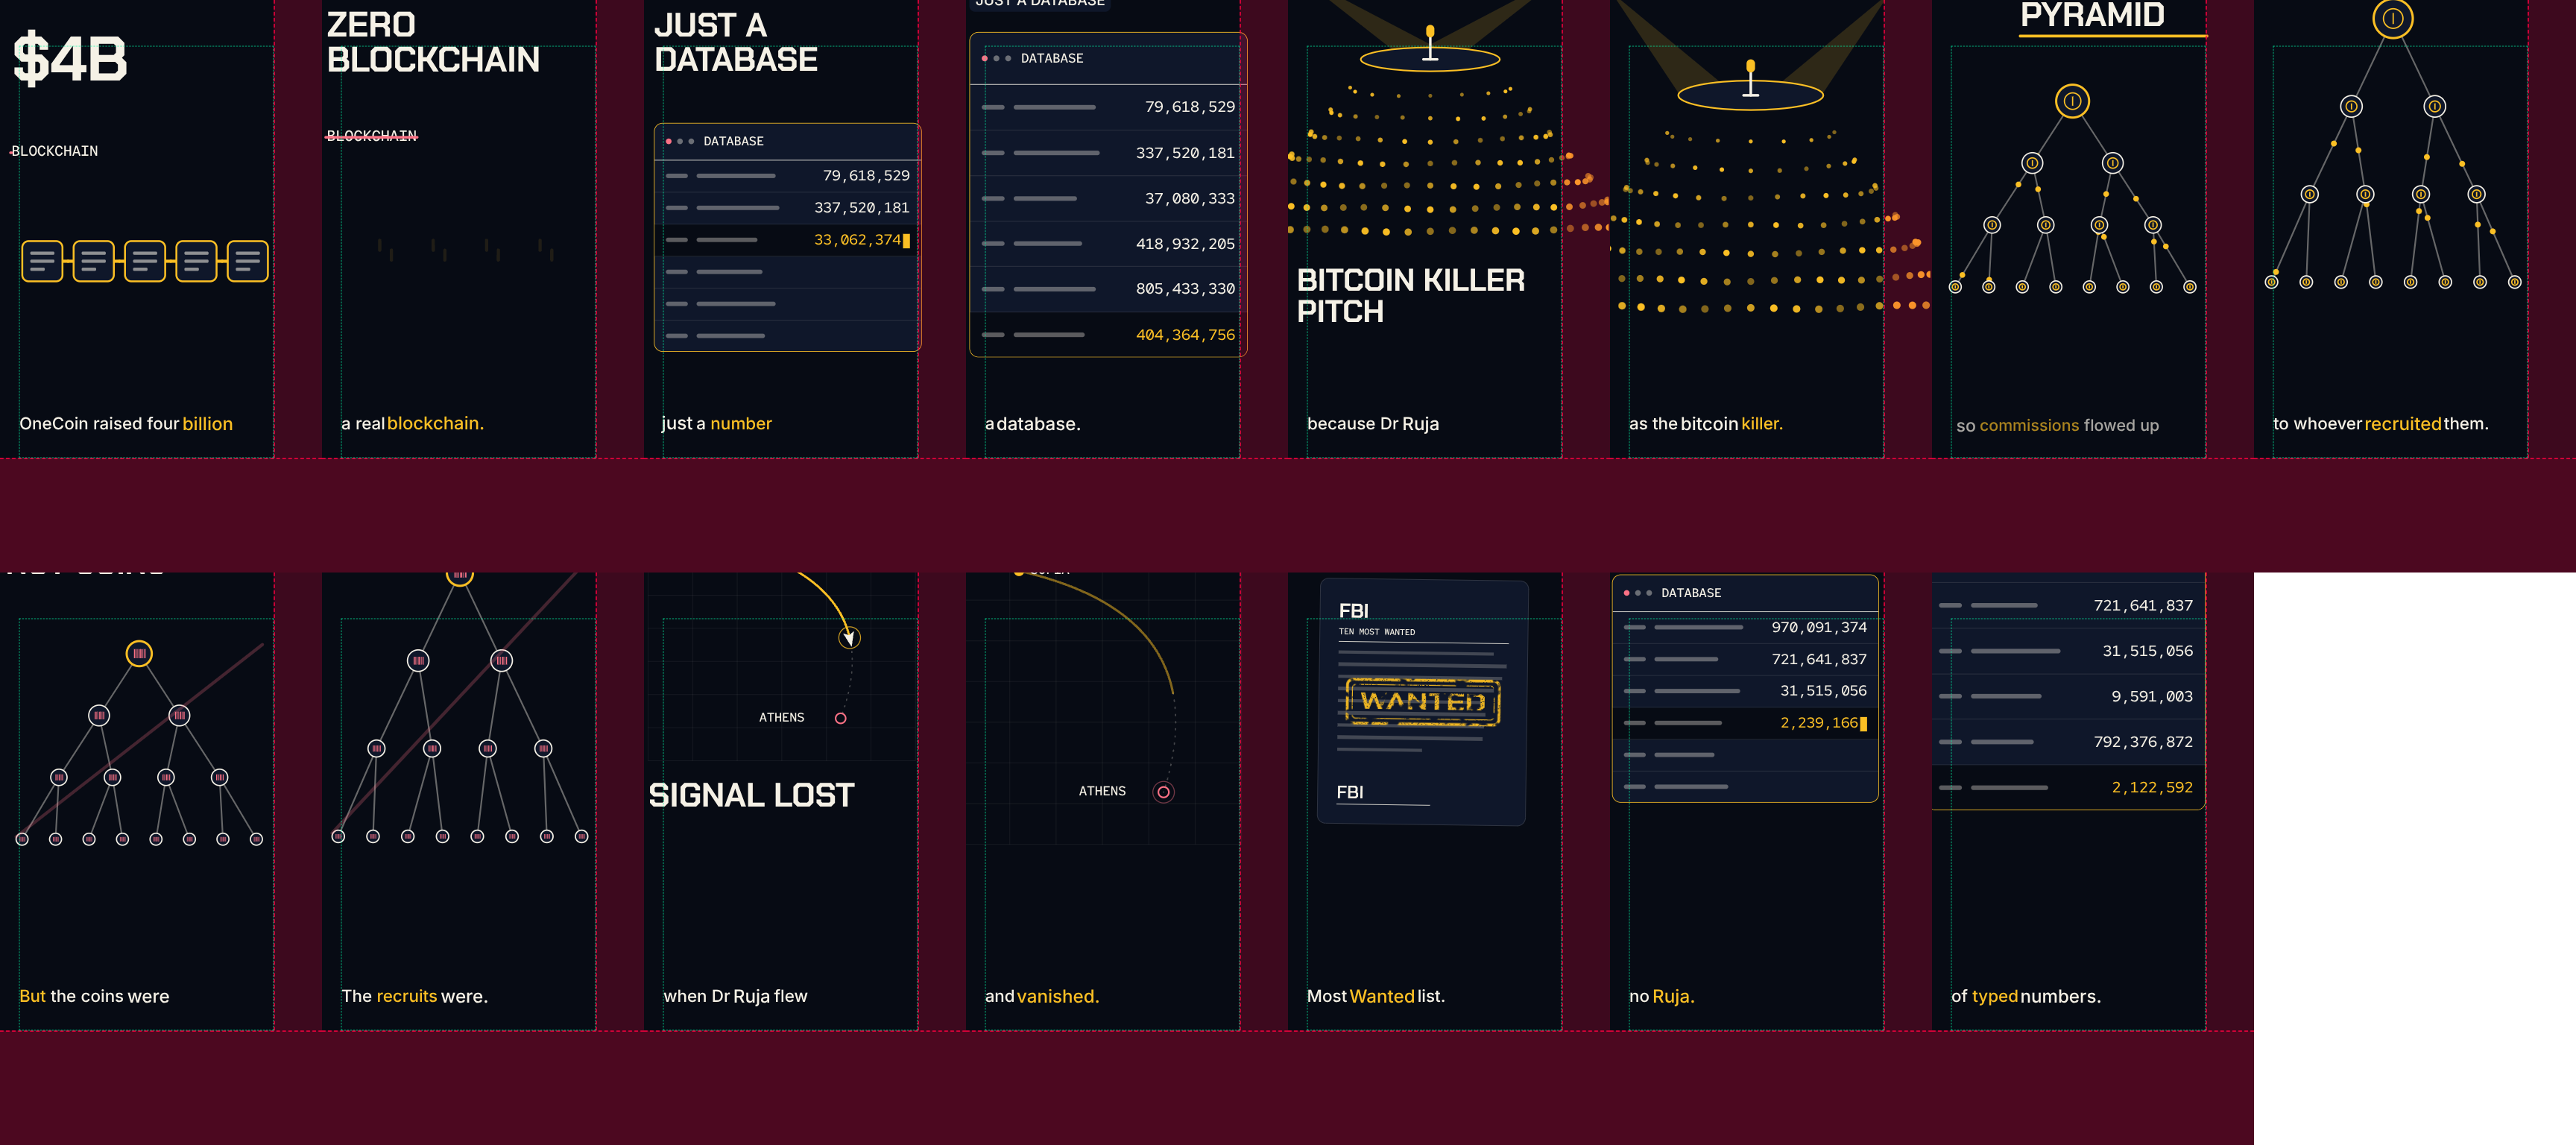 $4B
BLOCKCHAIN
OneCoin raised four billion
ZERO
BLOCKCHAIN
BLOCKCHAIN
a real blockchain.
JUST A
DATABASE
DATABASE
79,618,529
337,520,181
33,062,374
just a number
JUST A DATABASE
DATABASE
79,618,529
337,520,181
37,080,333
418,932,205
805,433,330
404,364,756
a database.
BITCOIN KILLER
PITCH
because Dr Ruja
as the bitcoin killer.
PYRAMID
so commissions flowed up
to whoever recruited them.
But the coins were
The recruits were.
ATHENS
SIGNAL LOST
when Dr Ruja flew
ATHENS
and vanished.
FBI
TEN MOST WANTED
WANTED
FBI
Most Wanted list.
DATABASE
970,091,374
721,641,837
31,515,056
2,239,166
no Ruja.
721,641,837
31,515,056
9,591,003
792,376,872
2,122,592
of typed numbers.